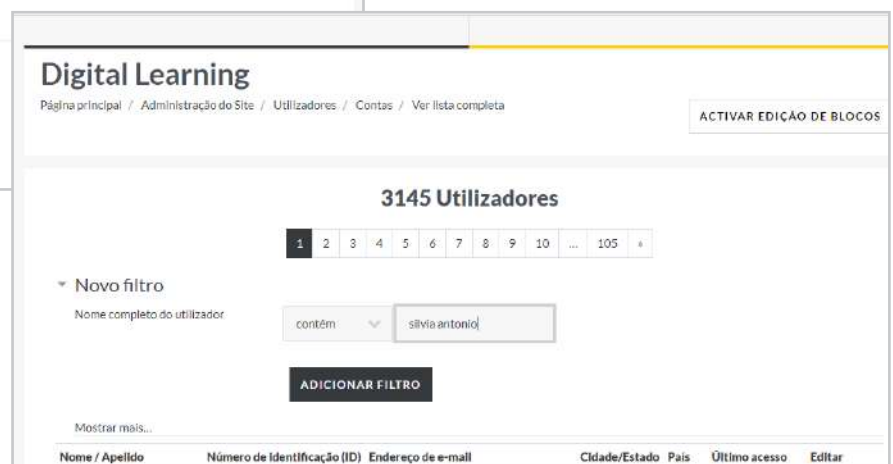 Digital Learning
Página principal / Administração do Site / Utilizadores / Contas / Ver lista completa
ACTIVAR EDIÇÃO DE BLOCOS
3145 Utilizadores
1 2 3 4 5 6 7 8 9 10 ... 105 »
Novo filtro
Nome completo do utilizador
contém
silvia antonio
ADICIONAR FILTRO
Mostrar mais...
Nome / Apelido Número de Identificação (ID) Endereço de e-mail Cidade/Estado País Último acesso Editar